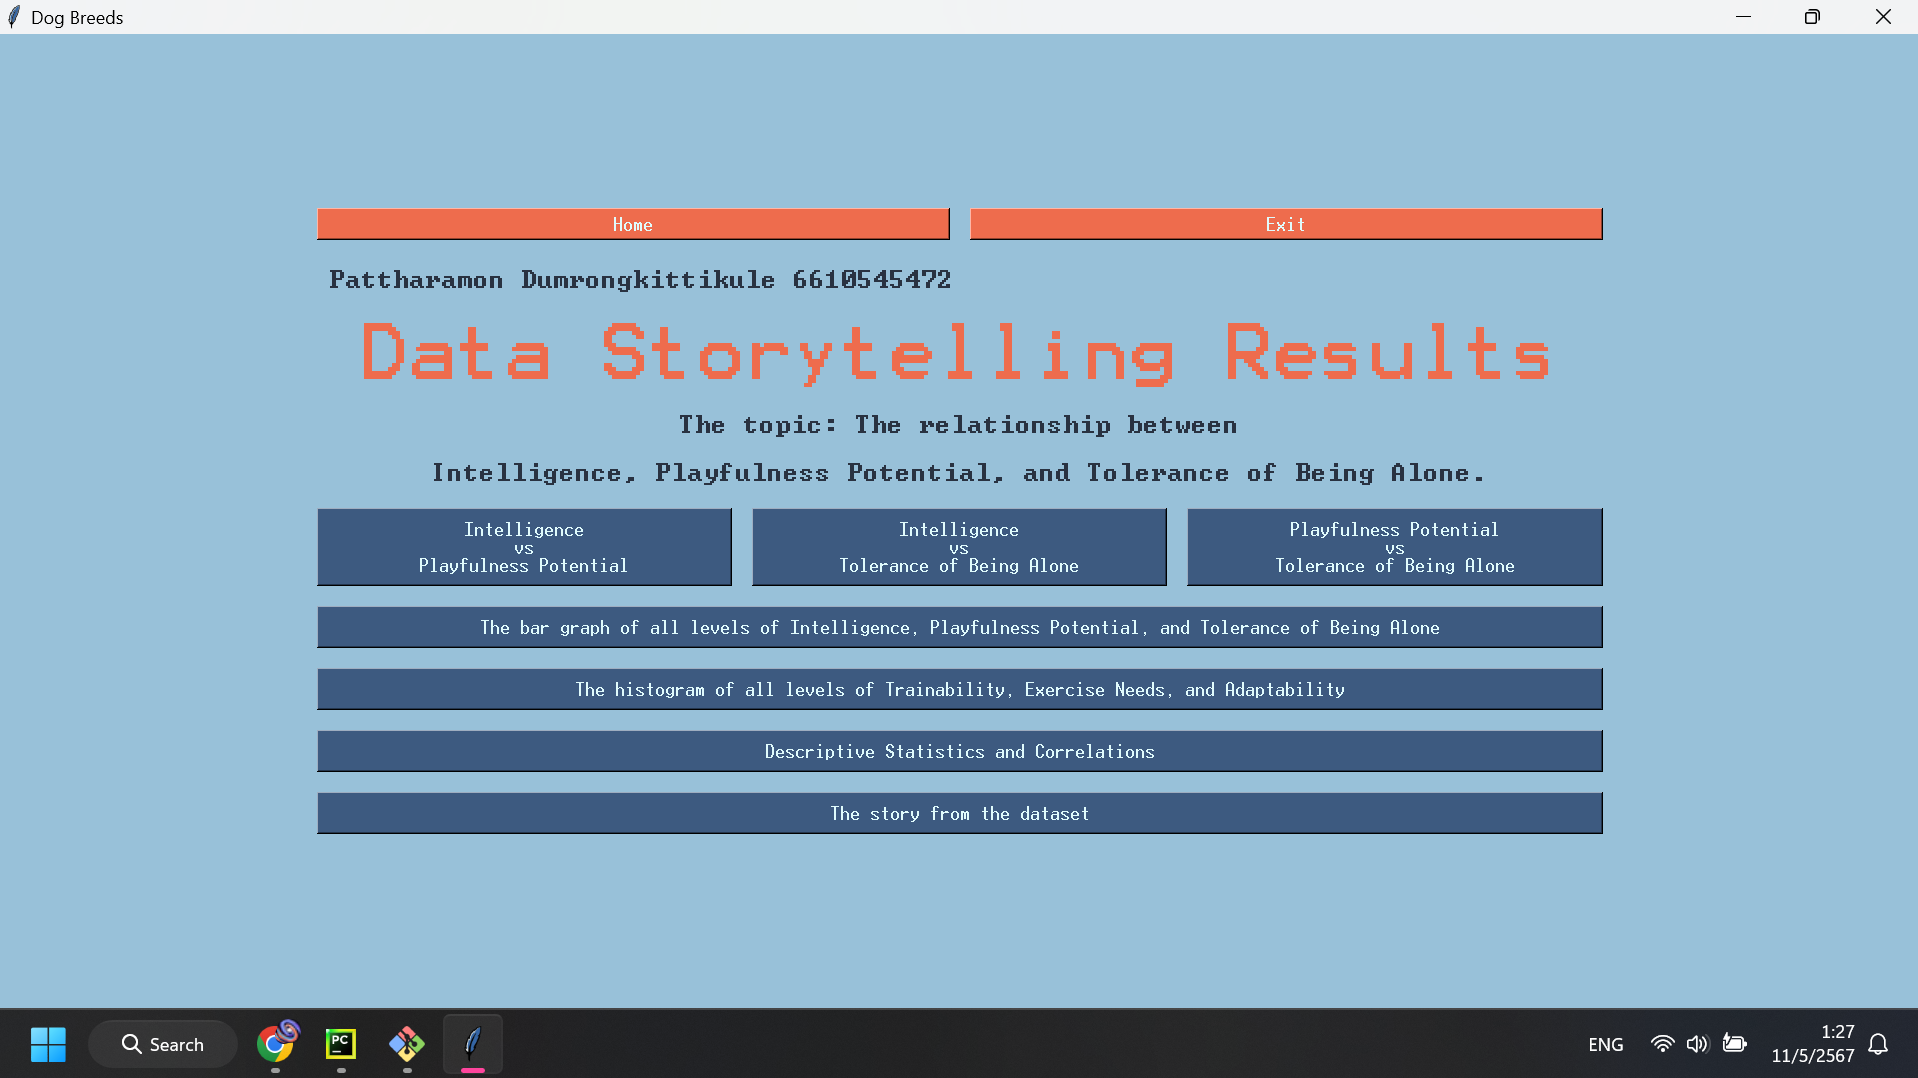 Dog Breeds
Home
Exit
Pattharamon Dumrongkittikule 6610545472
Data Storytelling Results
The topic: The relationship between
Intelligence, Playfulness Potential, and Tolerance of Being Alone.
Intelligence
vs
Playfulness Potential
Intelligence
vs
Tolerance of Being Alone
Playfulness Potential
vs
Tolerance of Being Alone
The bar graph of all levels of Intelligence, Playfulness Potential, and Tolerance of Being Alone
The histogram of all levels of Trainability, Exercise Needs, and Adaptability
Descriptive Statistics and Correlations
The story from the dataset
Search
PC
ENG
1:27
11/5/2567